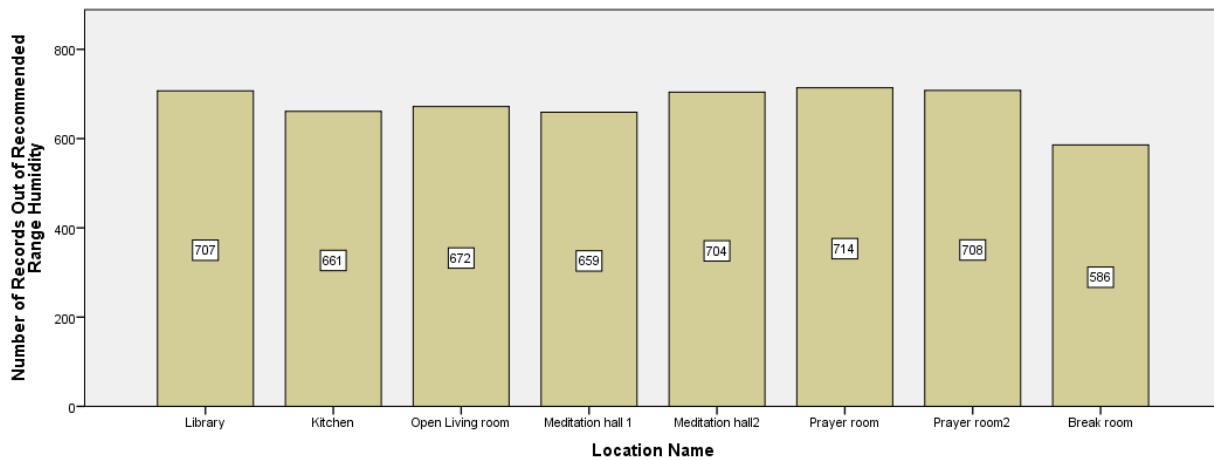 Number of Records Out of Recommended
Range Humidity
800
600
400
200
0
707
661
672
659
704
714
708
586
Library
Kitchen
Open Living room
Meditation hall 1
Meditation hall2
Prayer room
Prayer room2
Break room
Location Name